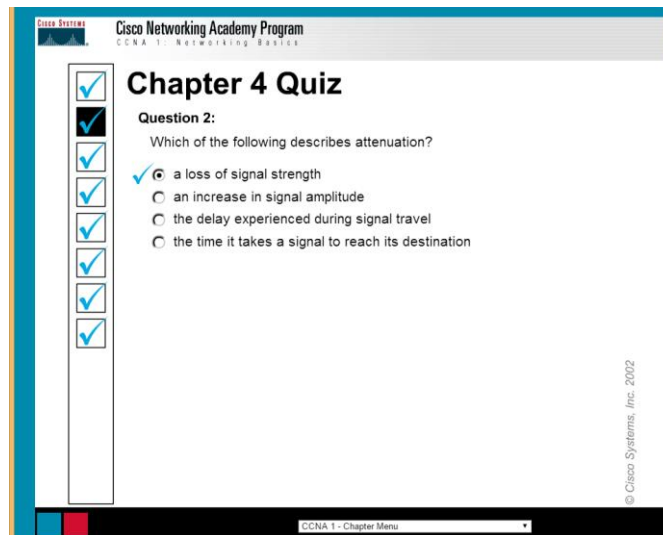 CISCO SYSTEMS
Cisco Networking Academy Program
CCNA 1: Networking Basics
Chapter 4 Quiz
Question 2:
Which of the following describes attenuation?
a loss of signal strength
an increase in signal amplitude
the delay experienced during signal travel
the time it takes a signal to reach its destination
© Cisco Systems, Inc. 2002
CCNA 1 - Chapter Menu